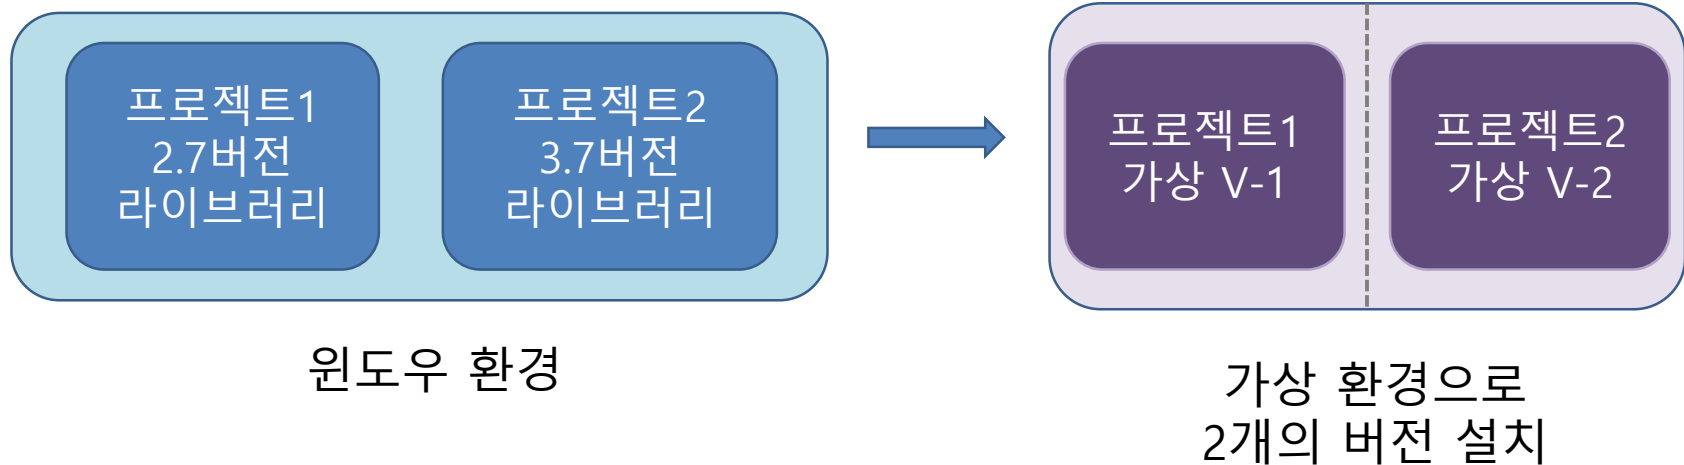 프로젝트1
2.7버전
라이브러리
프로젝트2
3.7버전
라이브러리
윈도우 환경
프로젝트1
가상 V-1
프로젝트2
가상 V-2
가상 환경으로
2개의 버전 설치